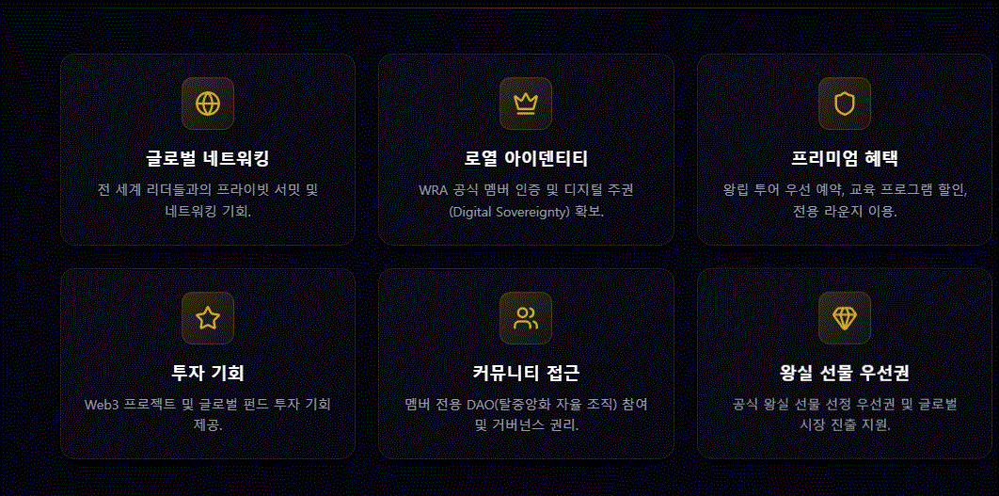 글로벌 네트워킹
전 세계 리더들과의 프라이빗 서밋 및
네트워킹 기회.
로열 아이덴티티
WRA 공식 멤버 인증 및 디지털 주권
(Digital Sovereignty) 확보.
프리미엄 혜택
왕립 투어 우선 예약, 교육 프로그램 할인,
전용 라운지 이용.
투자 기회
Web3 프로젝트 및 글로벌 펀드 투자 기회
제공.
커뮤니티 접근
멤버 전용 DAO(탈중앙화 자율 조직) 참여
및 거버넌스 권리.
왕실 선물 우선권
공식 왕실 선물 선정 우선권 및 글로벌
시장 진출 지원.